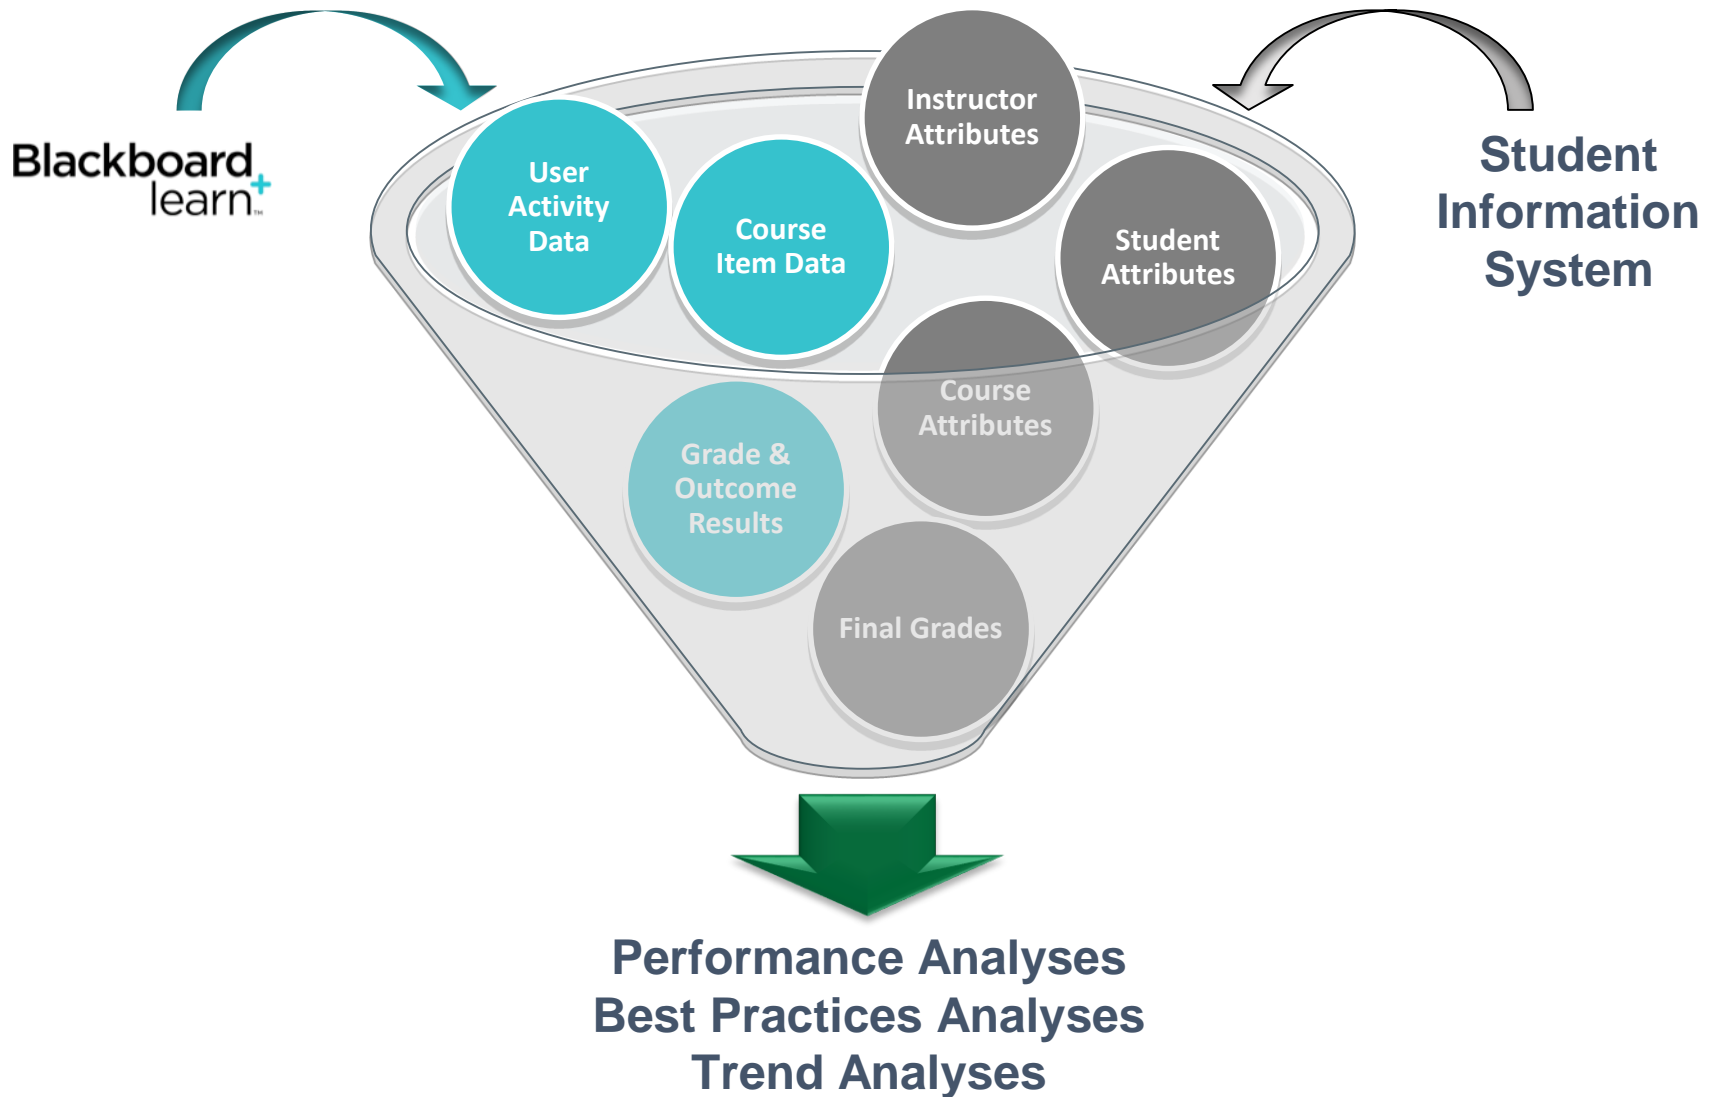 Blackboard
learn+™
User
Activity
Data
Course
Item Data
Instructor
Attributes
Student
Attributes
Student
Information
System
Course
Attributes
Grade &
Outcome
Results
Final Grades
Performance Analyses
Best Practices Analyses
Trend Analyses